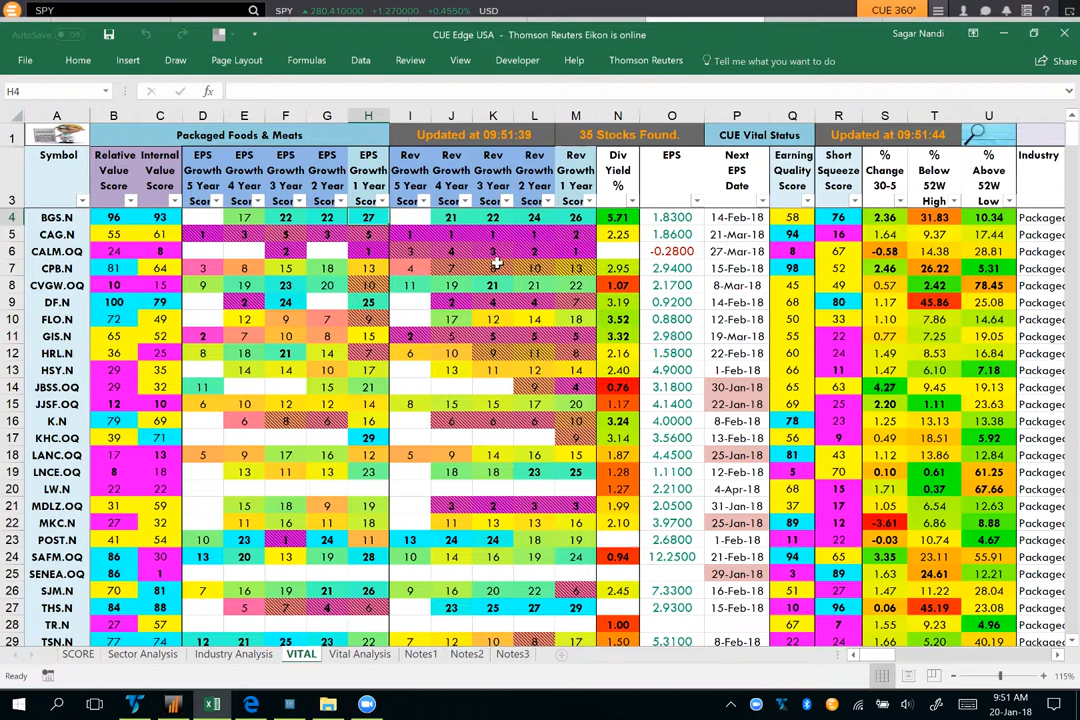 SPY SPY 280.410000 +1.270000 +0.4550% USD CUE 360°
AutoSave Off CUE Edge USA - Thomson Reuters Eikon is online Sagar Nandi
File Home Insert Draw Page Layout Formulas Data Review View Developer Help Thomson Reuters Tell me what you want to do Share
H4 fx
A B C D E F G H I J K L M N O P Q R S T U
1 Packaged Foods & Meats Updated at 09:51:39 35 Stocks Found. CUE Vital Status Updated at 09:51:44
3 Symbol Relative Value Score Internal Value Score EPS Growth 5 Year Scor EPS Growth 4 Year Scor EPS Growth 3 Year Scor EPS Growth 2 Year Scor EPS Growth 1 Year Scor Rev Growth 5 Year Scor Rev Growth 4 Year Scor Rev Growth 3 Year Scor Rev Growth 2 Year Scor Rev Growth 1 Year Scor Div Yield % EPS Next EPS Date Earning Quality Score Short Squeeze Score % Change 30-5 % Below 52W High % Above 52W Low Industry
4 BGS.N 96 93 17 22 22 27 21 22 24 26 5.71 1.8300 14-Feb-18 58 76 2.36 31.83 10.34 Packaged
5 CAG.N 55 61 1 3 5 3 5 1 1 1 1 2 2.25 1.8600 21-Mar-18 94 16 1.64 9.37 17.44 Packaged
6 CALM.OQ 24 8 2 1 3 4 3 2 1 -0.2800 27-Mar-18 8 67 -0.58 14.38 28.81 Packaged
7 CPB.N 81 64 3 8 15 18 13 4 7 10 13 2.95 2.9400 15-Feb-18 98 52 2.46 26.22 5.31 Packaged
8 CVGW.OQ 10 15 9 19 23 20 10 11 19 21 21 22 1.07 2.1700 8-Mar-18 45 49 0.57 2.42 78.45 Packaged
9 DF.N 100 79 2 24 25 2 4 4 7 3.19 0.9200 14-Feb-18 68 80 1.17 45.86 25.08 Packaged
10 FLO.N 72 49 12 9 7 9 17 12 14 18 3.52 0.8800 12-Feb-18 50 33 1.10 7.86 14.64 Packaged
11 GIS.N 65 52 2 7 10 8 15 2 5 5 5 5 3.32 2.9800 19-Mar-18 55 22 0.77 7.25 19.05 Packaged
12 HRL.N 36 25 8 18 21 14 7 6 10 9 11 8 2.16 1.5800 22-Feb-18 60 24 1.49 8.53 16.84 Packaged
13 HSY.N 29 35 14 14 10 17 10 11 12 14 2.40 4.9000 1-Feb-18 66 11 1.47 6.10 7.18 Packaged
14 JBSS.OQ 29 32 11 15 21 9 4 0.76 3.1800 30-Jan-18 65 63 4.27 9.45 19.13 Packaged
15 JJSF.OQ 12 10 6 10 12 12 14 8 15 15 17 20 1.17 4.1400 22-Jan-18 69 25 2.20 1.11 23.63 Packaged
16 K.N 79 69 6 8 6 16 6 6 6 10 3.24 4.0000 8-Feb-18 78 23 1.25 13.13 13.38 Packaged
17 KHC.OQ 39 71 29 9 3.14 3.5600 13-Feb-18 56 9 0.49 18.51 5.92 Packaged
18 LANC.OQ 17 13 5 9 17 16 12 5 9 14 16 15 1.87 4.4500 25-Jan-18 81 43 1.12 13.86 12.84 Packaged
19 LNCE.OQ 8 18 13 11 13 23 18 18 23 25 1.28 1.1100 12-Feb-18 5 70 0.10 0.61 61.25 Packaged
20 LW.N 22 22 1.27 2.2100 4-Apr-18 68 15 1.71 0.37 67.66 Packaged
21 MDLZ.OQ 31 59 15 18 9 19 3 2 3 3 1.99 2.0500 31-Jan-18 37 17 1.05 6.54 12.63 Packaged
22 MKC.N 27 32 11 16 11 18 11 13 13 16 2.10 3.9700 25-Jan-18 89 12 -3.61 6.86 8.88 Packaged
23 POST.N 41 54 10 23 1 24 11 13 24 24 18 19 2.6800 1-Feb-18 11 22 -0.03 10.74 4.67 Packaged
24 SAFM.OQ 86 30 13 20 13 19 28 10 14 16 19 24 0.94 12.2500 21-Feb-18 94 65 3.35 23.11 55.91 Packaged
25 SENEA.OQ 86 1 29-Jan-18 3 89 1.63 24.61 12.21 Packaged
26 SJM.N 70 81 7 16 19 21 26 9 16 20 22 6 2.45 7.3300 16-Feb-18 51 27 1.42 11.22 28.04 Packaged
27 THS.N 84 88 5 7 4 6 23 25 27 29 2.9300 15-Feb-18 10 96 0.06 45.19 23.08 Packaged
28 TR.N 27 57 1.00 67 7 1.55 9.23 4.96 Packaged
29 TSN.N 77 74 12 21 25 23 22 7 12 10 8 17 1.50 5.3100 8-Feb-18 22 24 1.66 5.20 40.19 Packaged
SCORE Sector Analysis Industry Analysis VITAL Vital Analysis Notes1 Notes2 Notes3
Ready 115%
9:51 AM
20-Jan-18